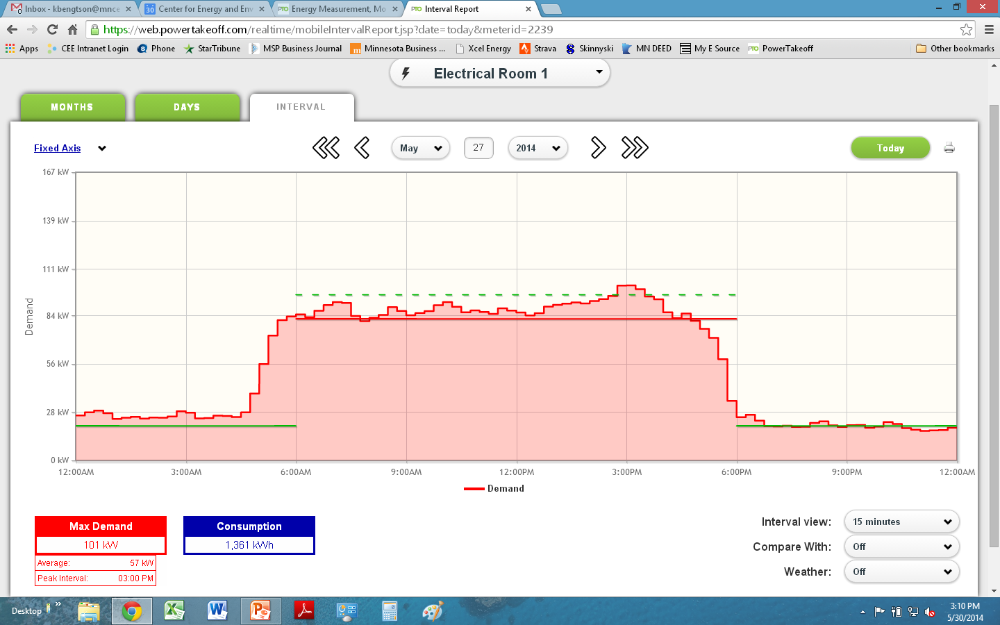 Inbox - kbengtson@mnce
30 Center for Energy and Env
PTO Energy Measurement, Mo
PTO Interval Report
https://web.powertakeoff.com/realtime/mobileIntervalReport.jsp?date=today&meterid=2239
Apps CEE Intranet Login Phone StarTribune MSP Business Journal Minnesota Business ... Xcel Energy Strava Skinnyski MN DEED My E Source PTO PowerTakeoff Other bookmarks
Electrical Room 1
MONTHS DAYS INTERVAL
Fixed Axis May 27 2014 Today
167 kW
139 kW
111 kW
84 kW
56 kW
28 kW
0 kW
Demand
12:00AM 3:00AM 6:00AM 9:00AM 12:00PM 3:00PM 6:00PM 9:00PM 12:00AM
Demand
Max Demand
101 kW
Average: 57 kW
Peak Interval: 03:00 PM
Consumption
1,361 kWh
Interval view: 15 minutes
Compare With: Off
Weather: Off
Desktop »
3:10 PM
5/30/2014